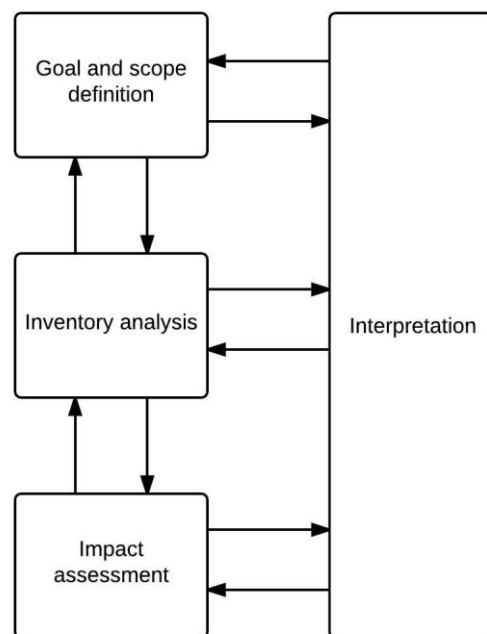 Goal and scope
definition
Inventory analysis
Interpretation
Impact
assessment